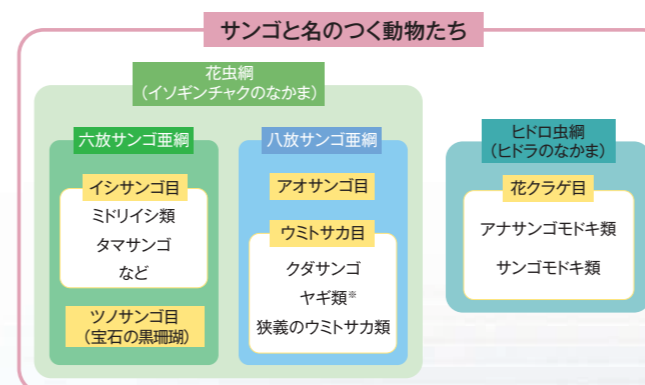 サンゴと名のつく動物たち
花虫綱
(イソギンチャクのなかま)
六放サンゴ亜綱
イシサンゴ目
ミドリイシ類
タマサンゴ
など
ツノサンゴ目
(宝石の黒珊瑚)
八放サンゴ亜綱
アオサンゴ目
ウミトサカ目
クダサンゴ
ヤギ類※
狭義のウミトサカ類
ヒドロ虫綱
(ヒドラのなかま)
花クラゲ目
アナサンゴモドキ類
サンゴモドキ類